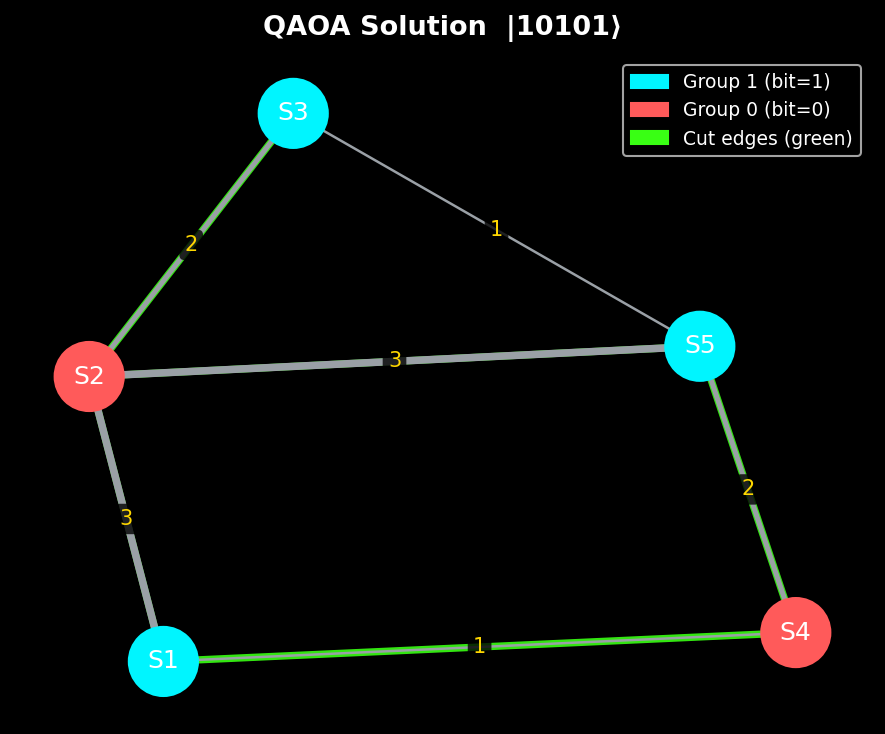 QAOA Solution |10101⟩
Group 1 (bit=1)
Group 0 (bit=0)
Cut edges (green)
S3
1
2
S5
3
S2
2
3
S4
1
S1